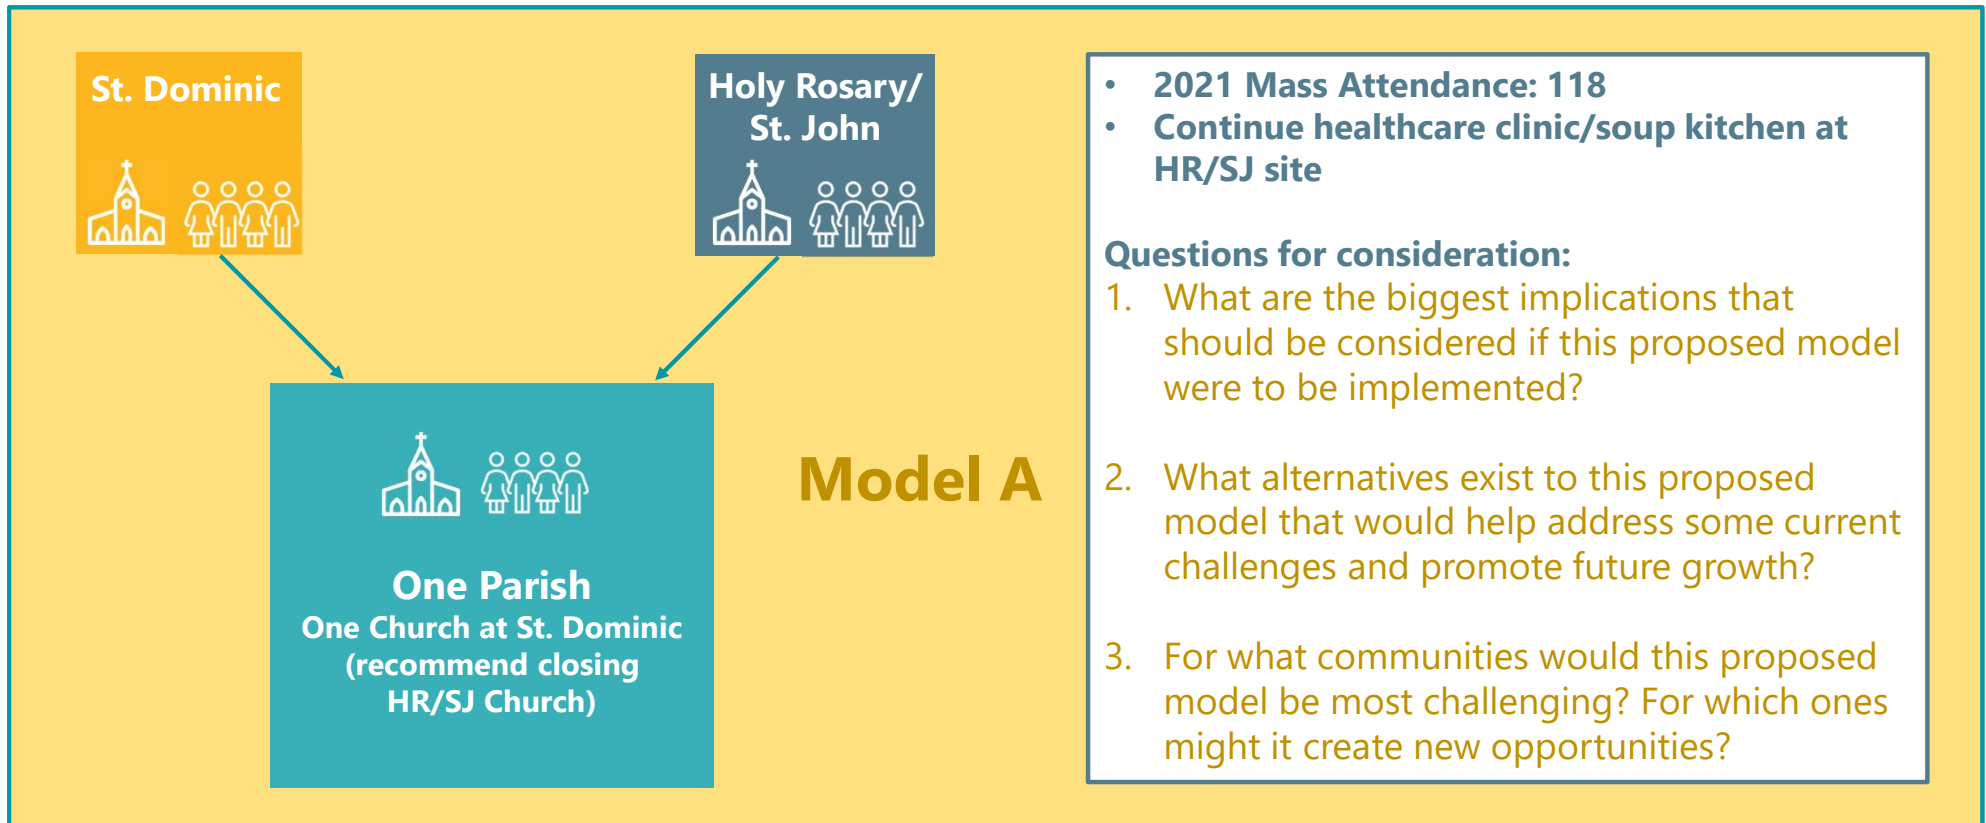 St. Dominic
Holy Rosary/
St. John
One Parish
One Church at St. Dominic
(recommend closing
HR/SJ Church)
Model A
• 2021 Mass Attendance: 118
• Continue healthcare clinic/soup kitchen at
HR/SJ site
Questions for consideration:
1. What are the biggest implications that
should be considered if this proposed model
were to be implemented?
2. What alternatives exist to this proposed
model that would help address some current
challenges and promote future growth?
3. For what communities would this proposed
model be most challenging? For which ones
might it create new opportunities?